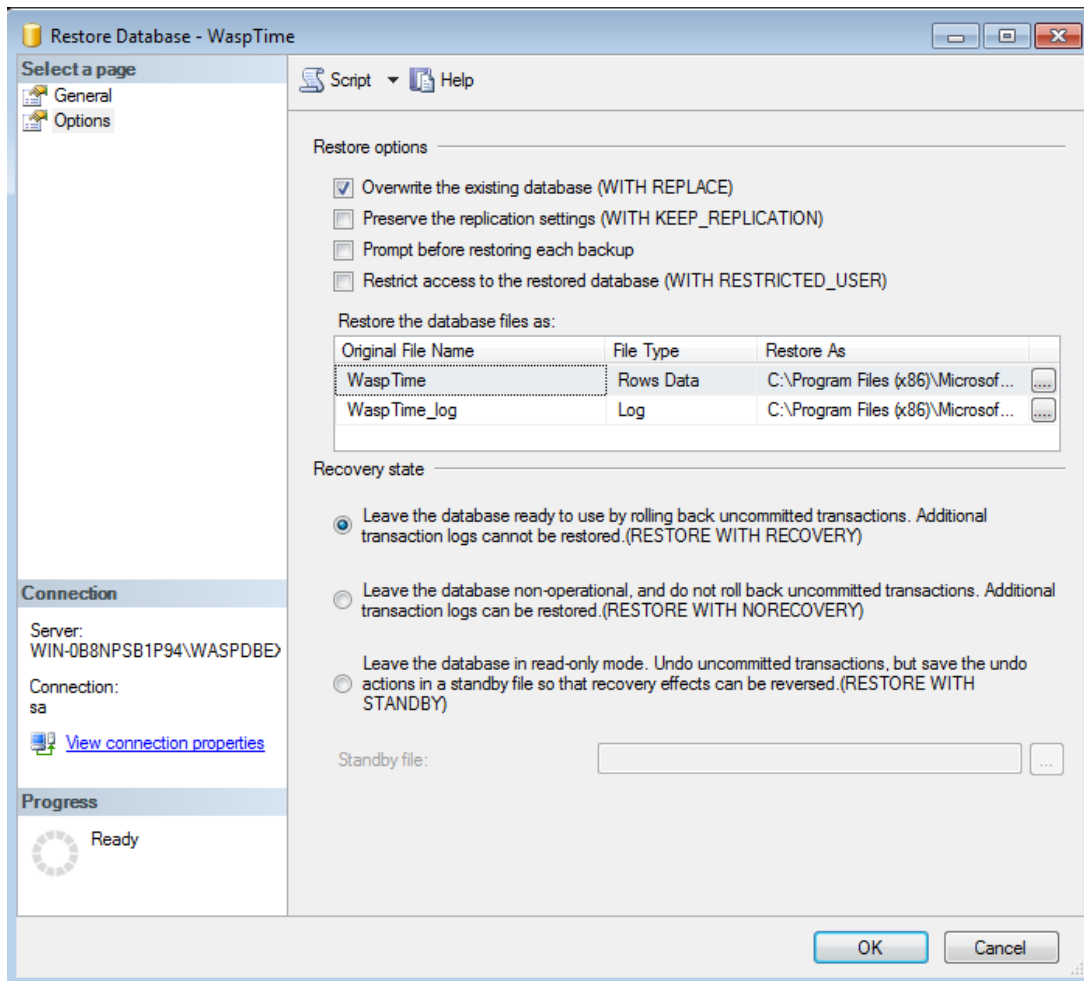 Restore Database - WaspTime
Select a page
General
Options
Script
Help
Restore options
Overwrite the existing database (WITH REPLACE)
Preserve the replication settings (WITH KEEP_REPLICATION)
Prompt before restoring each backup
Restrict access to the restored database (WITH RESTRICTED_USER)
Restore the database files as:
Original File Name File Type Restore As
WaspTime Rows Data C:\Program Files (x86)\Microsof... ....
WaspTime_log Log C:\Program Files (x86)\Microsof... ....
Recovery state
Leave the database ready to use by rolling back uncommitted transactions. Additional
transaction logs cannot be restored.(RESTORE WITH RECOVERY)
Leave the database non-operational, and do not roll back uncommitted transactions. Additional
transaction logs can be restored.(RESTORE WITH NORECOVERY)
Leave the database in read-only mode. Undo uncommitted transactions, but save the undo
actions in a standby file so that recovery effects can be reversed.(RESTORE WITH
STANDBY)
Standby file:
...
Connection
Server:
WIN-0B8NPSB1P94\WASPDBEX
Connection:
sa
View connection properties
Progress
Ready
OK
Cancel